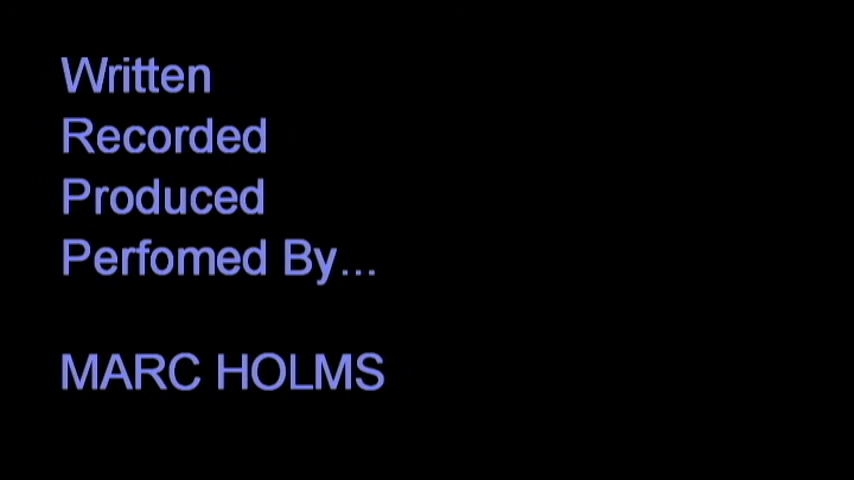 Written
Recorded
Produced
Perfomed By...
MARC HOLMS